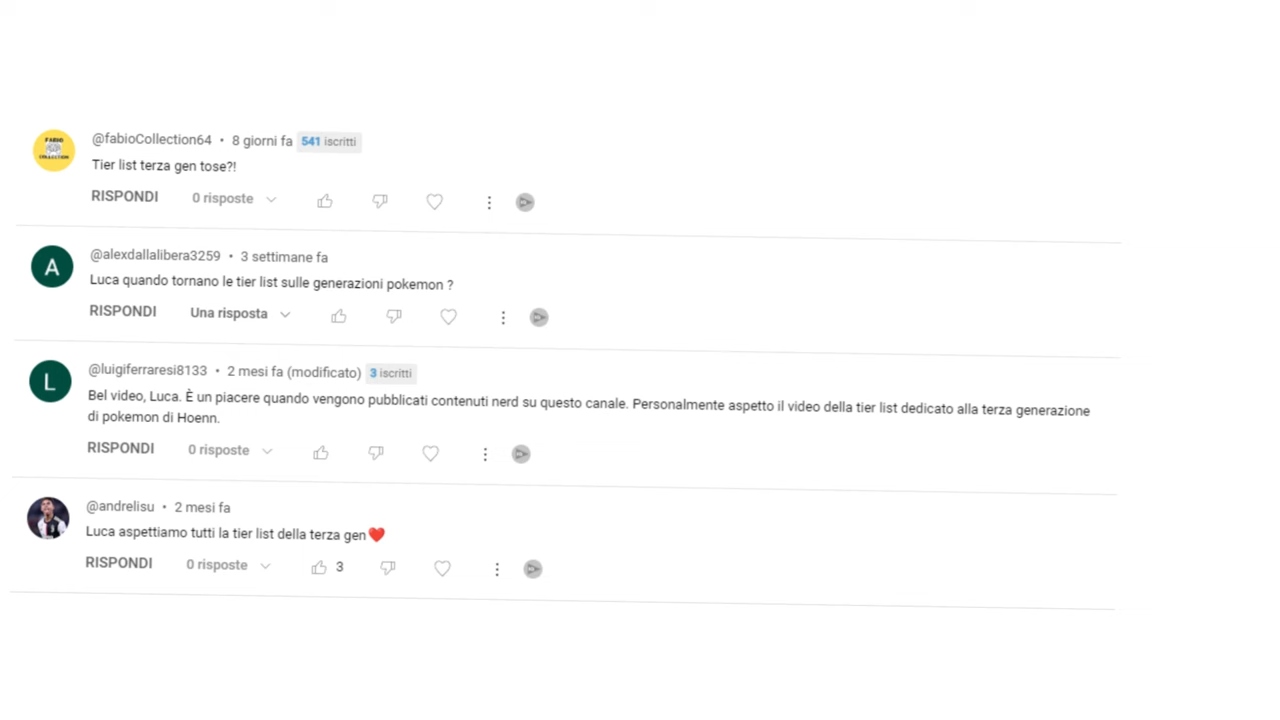 FABIO
COLLECTION
@fabioCollection64 • 8 giorni fa 541 iscritti
Tier list terza gen tose?!
RISPONDI 0 risposte
A
@alexdallalibera3259 • 3 settimane fa
Luca quando tornano le tier list sulle generazioni pokemon ?
RISPONDI Una risposta
L
@luigiferraresi8133 • 2 mesi fa (modificato) 3 iscritti
Bel video, Luca. È un piacere quando vengono pubblicati contenuti nerd su questo canale. Personalmente aspetto il video della tier list dedicato alla terza generazione
di pokemon di Hoenn.
RISPONDI 0 risposte
@andrelisu • 2 mesi fa
Luca aspettiamo tutti la tier list della terza gen❤️
RISPONDI 0 risposte 3